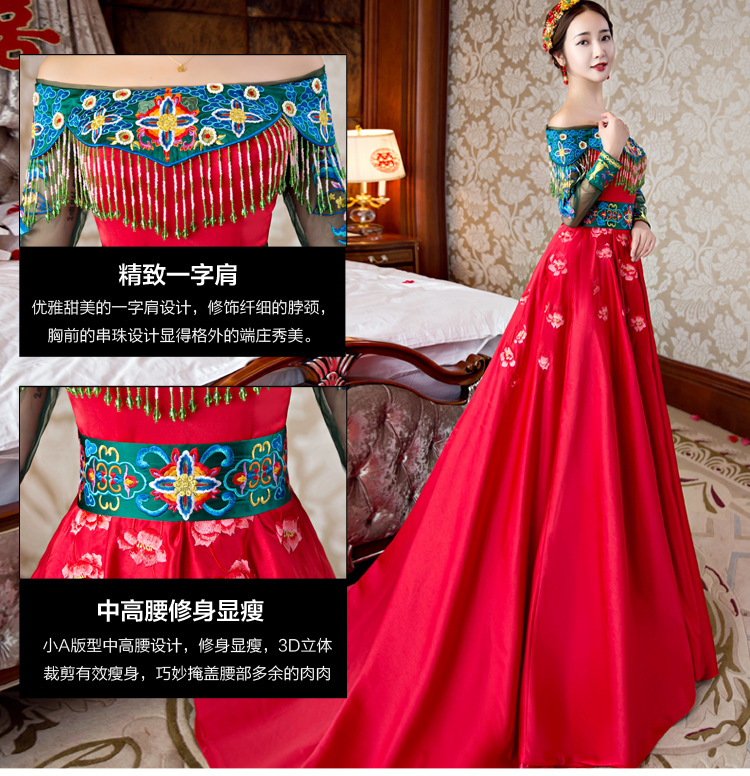 精致一字肩
优雅甜美的一字肩设计，修饰纤细的脖颈，
胸前的串珠设计显得格外的端庄秀美。
中高腰修身显瘦
小A版型中高腰设计，修身显瘦，3D立体
裁剪有效瘦身，巧妙掩盖腰部多余的肉肉
囍